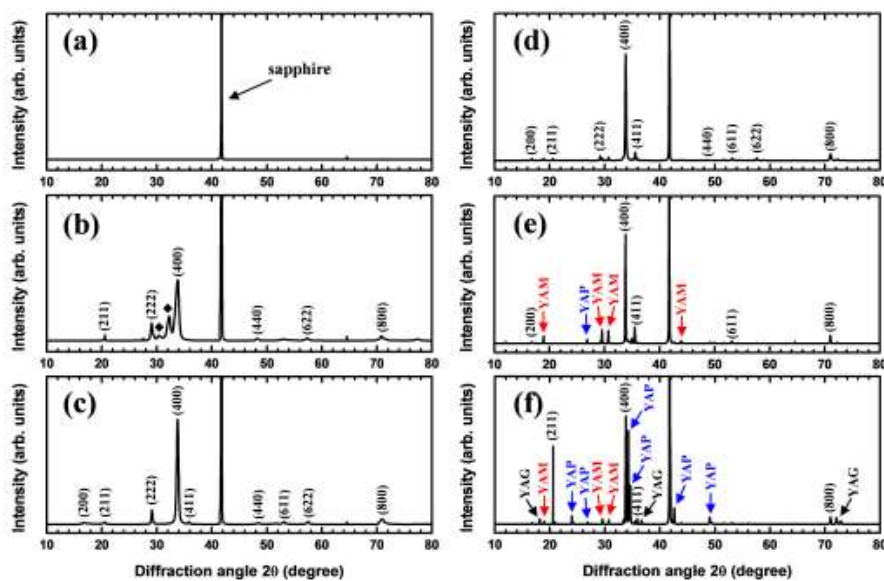 Intensity (arb. units)
(a)
sapphire
10 20 30 40 50 60 70 80
Intensity (arb. units)
(b)
(211)
(222)
(400)
(440)
(622)
(800)
10 20 30 40 50 60 70 80
Intensity (arb. units)
(c)
(200)
(211)
(222)
(400)
(411)
(440)
(611)
(622)
(800)
10 20 30 40 50 60 70 80
Diffraction angle 2θ (degree)
Intensity (arb. units)
(d)
(200)
(211)
(222)
(400)
(411)
(440)
(611)
(622)
(800)
10 20 30 40 50 60 70 80
Intensity (arb. units)
(e)
(200)
YAM
YAP
YAM
YAM
(400)
(411)
YAM
(611)
(800)
10 20 30 40 50 60 70 80
Intensity (arb. units)
(f)
YAG
YAM
(211)
YAP
YAP
YAM
YAM
(400)
YAP
YAP
(411)
YAG
YAP
YAP
(800)
YAG
10 20 30 40 50 60 70 80
Diffraction angle 2θ (degree)